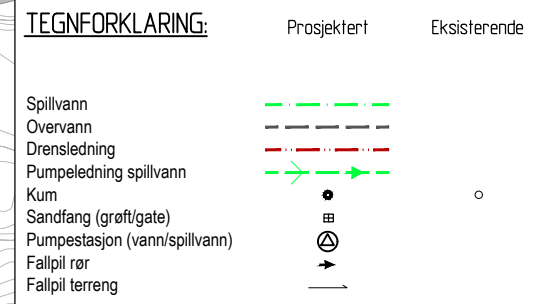 TEGNFORKLARING: Prosjektert Eksisterende
Spillvann
Overvann
Drensledning
Pumpeledning spillvann
Kum
Sandfang (grøft/gate)
Pumpestasjon (vann/spillvann)
Fallpil rør
Fallpil terreng